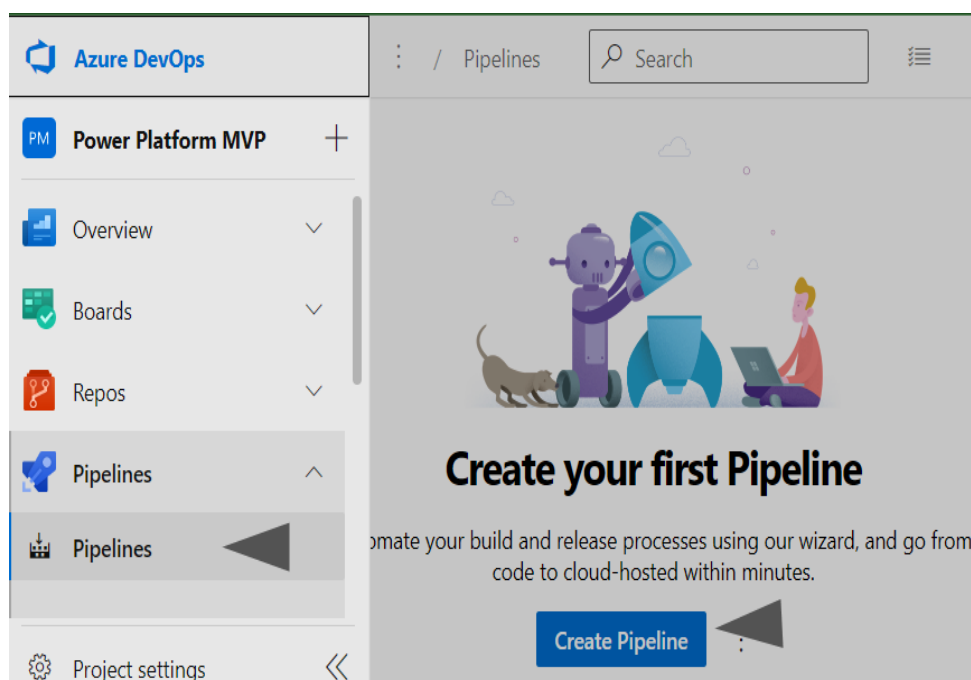 Azure DevOps
/ Pipelines
Search
PM
Power Platform MVP
Overview
Boards
Repos
Pipelines
Pipelines
Project settings
Create your first Pipeline
your build and release processes using our wizard, and go from
code to cloud-hosted within minutes.
Create Pipeline